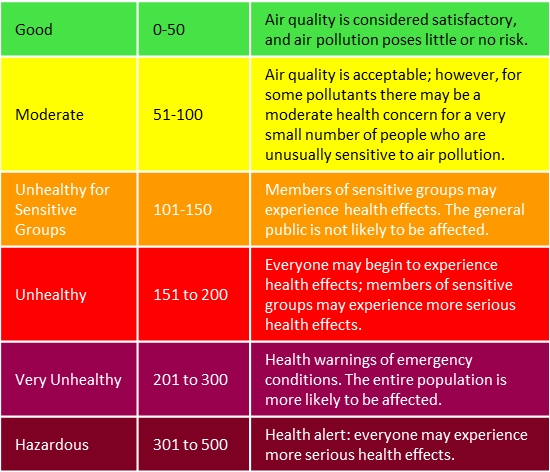 Good
0-50
Air quality is considered satisfactory,
and air pollution poses little or no risk.
Moderate
51-100
Air quality is acceptable; however, for
some pollutants there may be a
moderate health concern for a very
small number of people who are
unusually sensitive to air pollution.
Unhealthy for
Sensitive
Groups
101-150
Members of sensitive groups may
experience health effects. The general
public is not likely to be affected.
Unhealthy
151 to 200
Everyone may begin to experience
health effects; members of sensitive
groups may experience more serious
health effects.
Very Unhealthy
201 to 300
Health warnings of emergency
conditions. The entire population is
more likely to be affected.
Hazardous
301 to 500
Health alert: everyone may experience
more serious health effects.